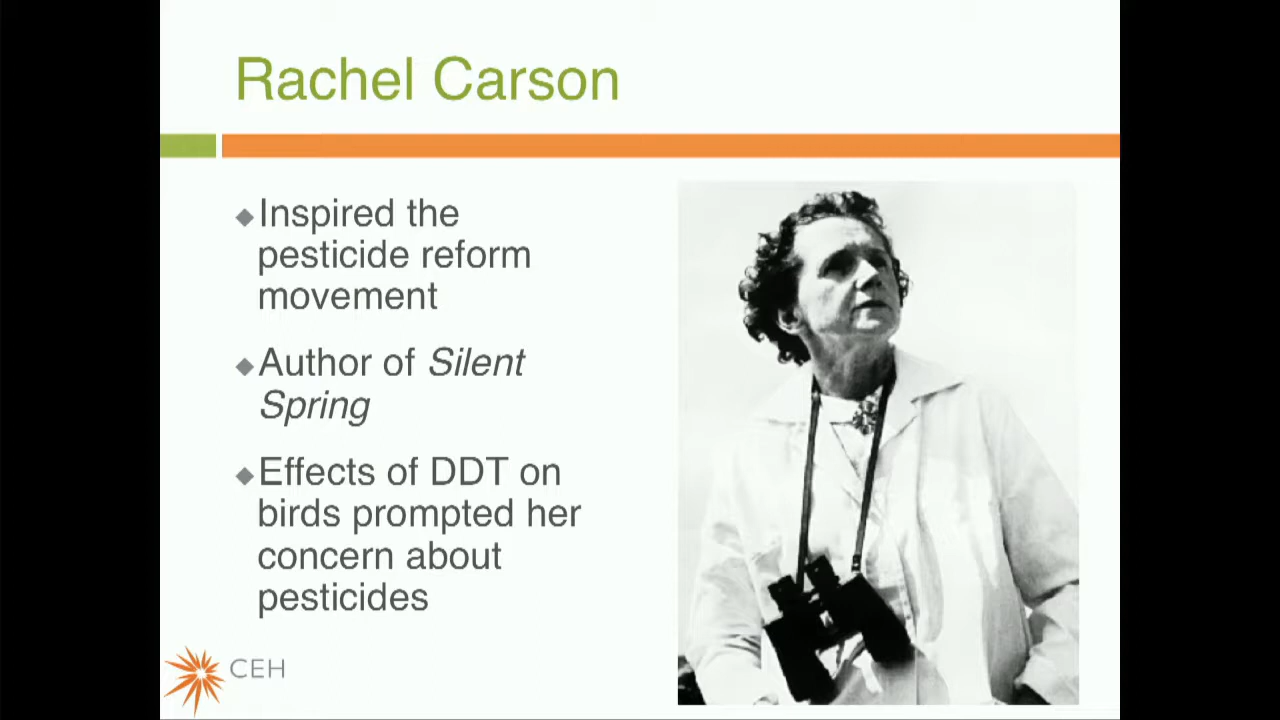 Rachel Carson
Inspired the
pesticide reform
movement
Author of Silent
Spring
Effects of DDT on
birds prompted her
concern about
pesticides
CEH